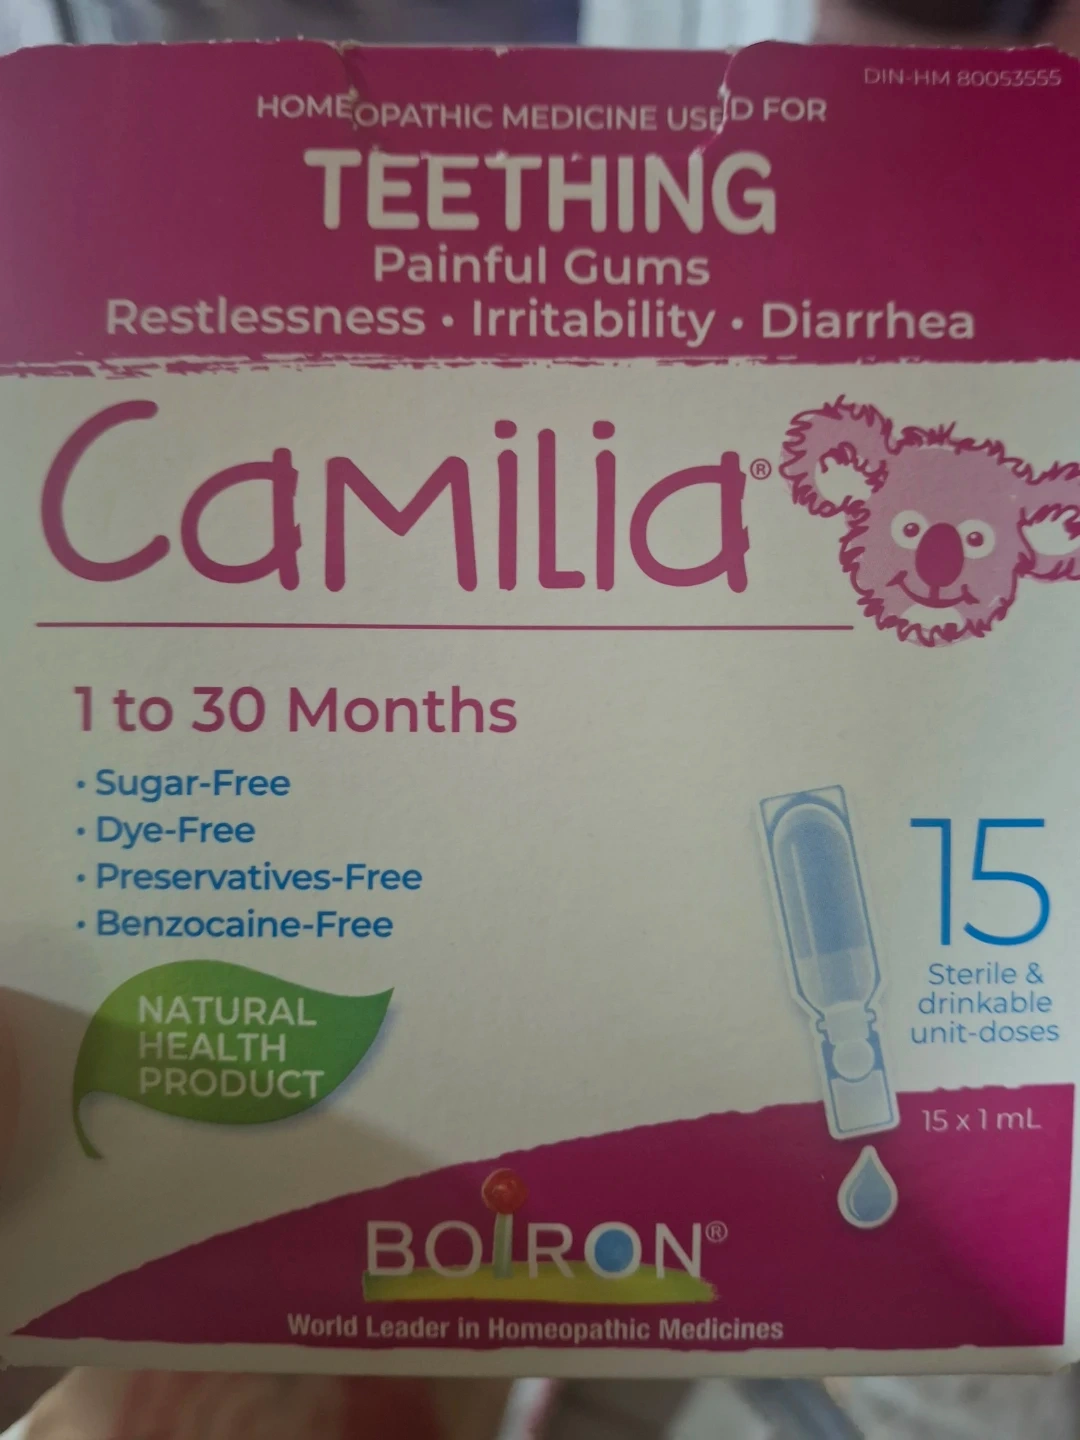 DIN-HM 80053555
HOMEOPATHIC MEDICINE USED FOR
TEETHING
Painful Gums
Restlessness • Irritability • Diarrhea
Camilia®
1 to 30 Months
• Sugar-Free
• Dye-Free
• Preservatives-Free
• Benzocaine-Free
NATURAL
HEALTH
PRODUCT
15
Sterile &
drinkable
unit-doses
15 x 1 mL
BOIRON®
World Leader in Homeopathic Medicines